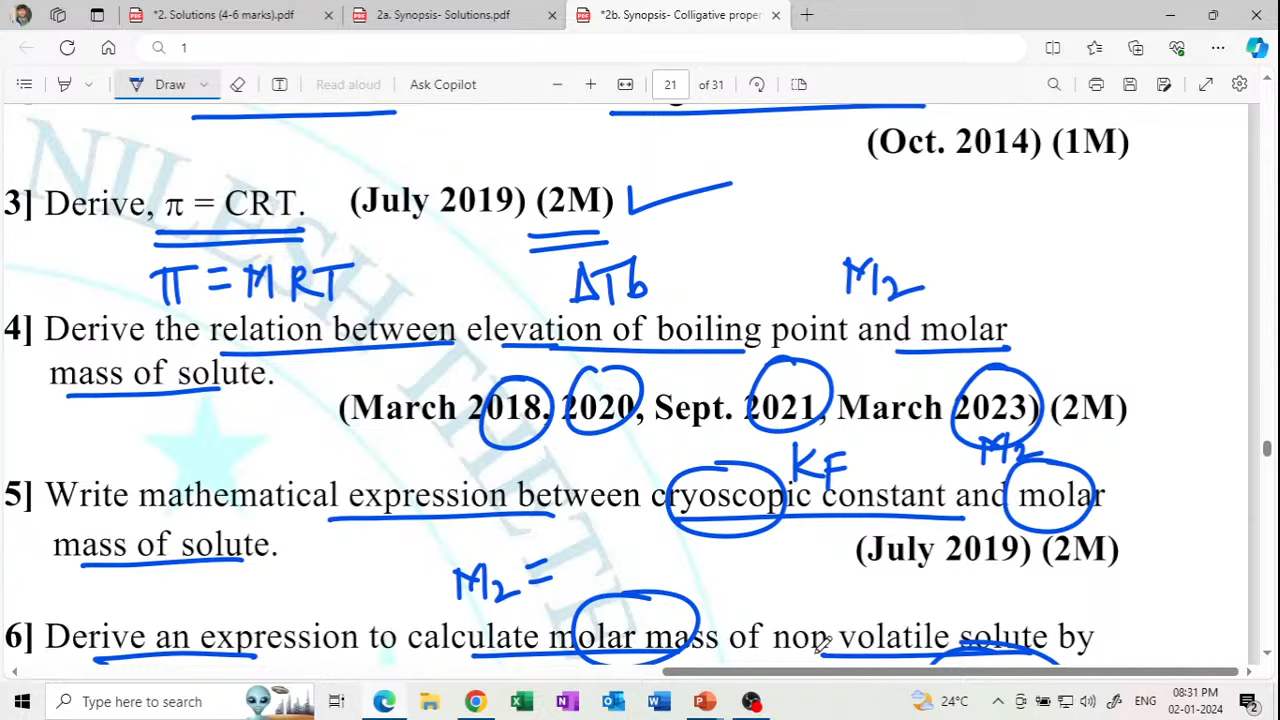 *2. Solutions (4-6 marks).pdf
2a. Synopsis- Solutions.pdf
*2b. Synopsis- Colligative proper
1
Draw
Read aloud
Ask Copilot
21
of 31
(Oct. 2014) (1M)
3] Derive, π = CRT. (July 2019) (2M)
π = M RT
ΔTb
M2
4] Derive the relation between elevation of boiling point and molar
mass of solute.
(March 2018, 2020, Sept. 2021, March 2023) (2M)
KF
M2
5] Write mathematical expression between cryoscopic constant and molar
mass of solute.
(July 2019) (2M)
M2 =
6] Derive an expression to calculate molar mass of non volatile solute by
NILESH
TIETE
Type here to search
24°C
ENG
08:31 PM
02-01-2024
2